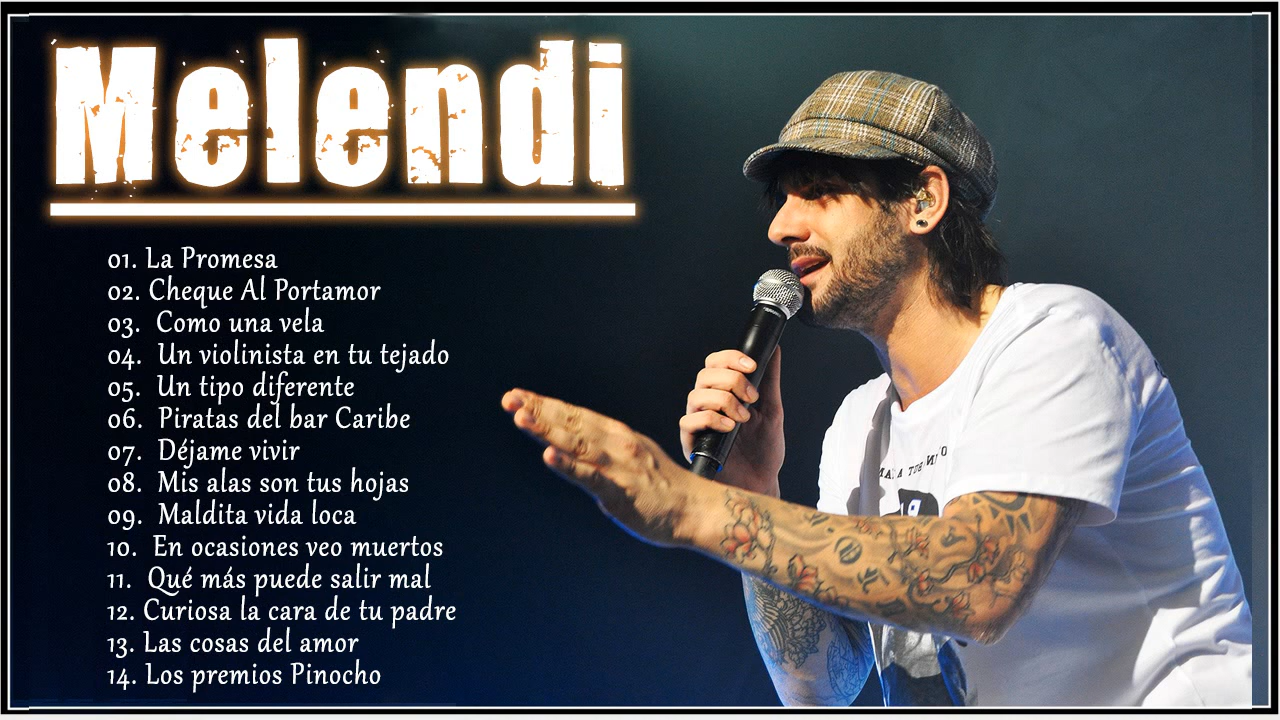 Melendi
01. La Promesa
02. Cheque Al Portamor
03. Como una vela
04. Un violinista en tu tejado
05. Un tipo diferente
06. Piratas del bar Caribe
07. Déjame vivir
08. Mis alas son tus hojas
09. Maldita vida loca
10. En ocasiones veo muertos
11. Qué más puede salir mal
12. Curiosa la cara de tu padre
13. Las cosas del amor
14. Los premios Pinocho